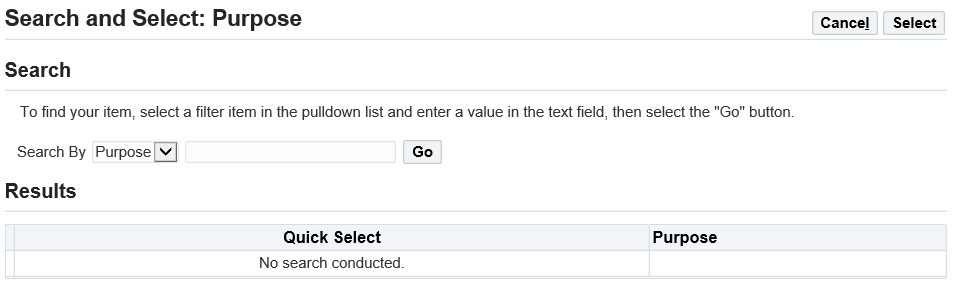 Search and Select: Purpose
Cancel Select
Search
To find your item, select a filter item in the pulldown list and enter a value in the text field, then select the "Go" button.
Search By Purpose Go
Results
Quick Select Purpose
No search conducted.